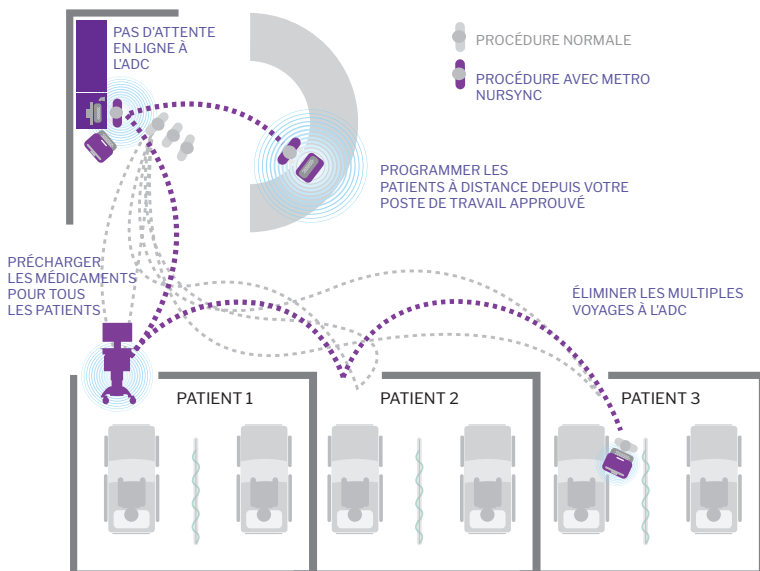 PAS D'ATTENTE
EN LIGNE À
L'ADC
PROCÉDURE NORMALE
PROCÉDURE AVEC METRO
NURSYNC
PROGRAMMER LES
PATIENTS À DISTANCE DEPUIS VOTRE
POSTE DE TRAVAIL APPROUVÉ
PRÉCHARGER
LES MÉDICAMENTS
POUR TOUS
LES PATIENTS
ÉLIMINER LES MULTIPLES
VOYAGES À L'ADC
PATIENT 1
PATIENT 2
PATIENT 3